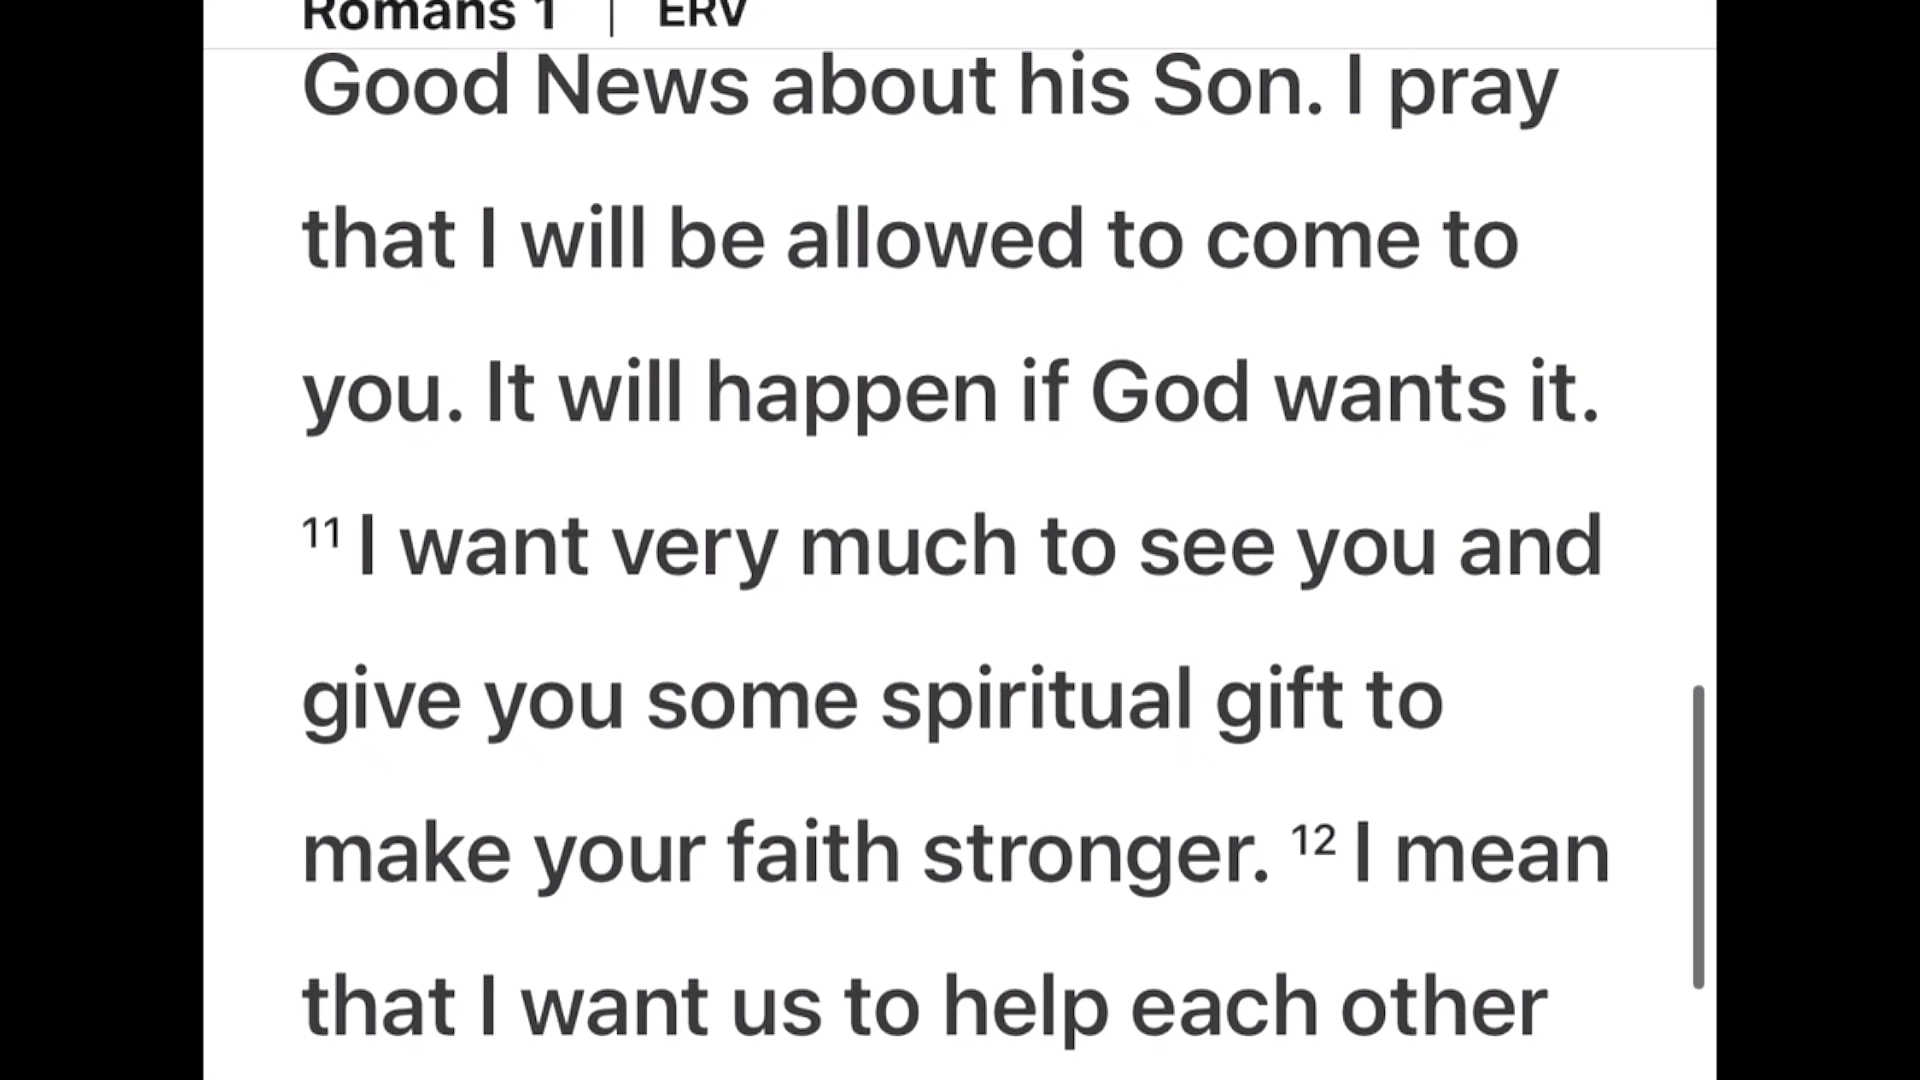 Romans 1 | ERV
Good News about his Son. I pray
that I will be allowed to come to
you. It will happen if God wants it.
11 I want very much to see you and
give you some spiritual gift to
make your faith stronger. 12 I mean
that I want us to help each other